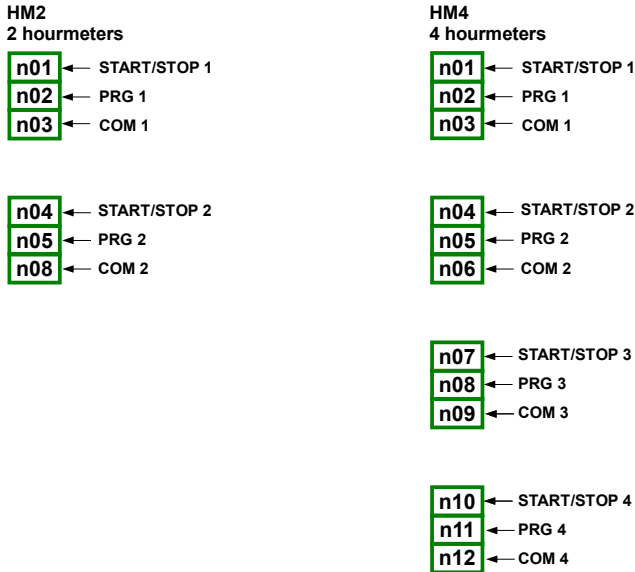 HM2
2 hourmeters
n01 START/STOP 1
n02 PRG 1
n03 COM 1
n04 START/STOP 2
n05 PRG 2
n08 COM 2
HM4
4 hourmeters
n01 START/STOP 1
n02 PRG 1
n03 COM 1
n04 START/STOP 2
n05 PRG 2
n06 COM 2
n07 START/STOP 3
n08 PRG 3
n09 COM 3
n10 START/STOP 4
n11 PRG 4
n12 COM 4